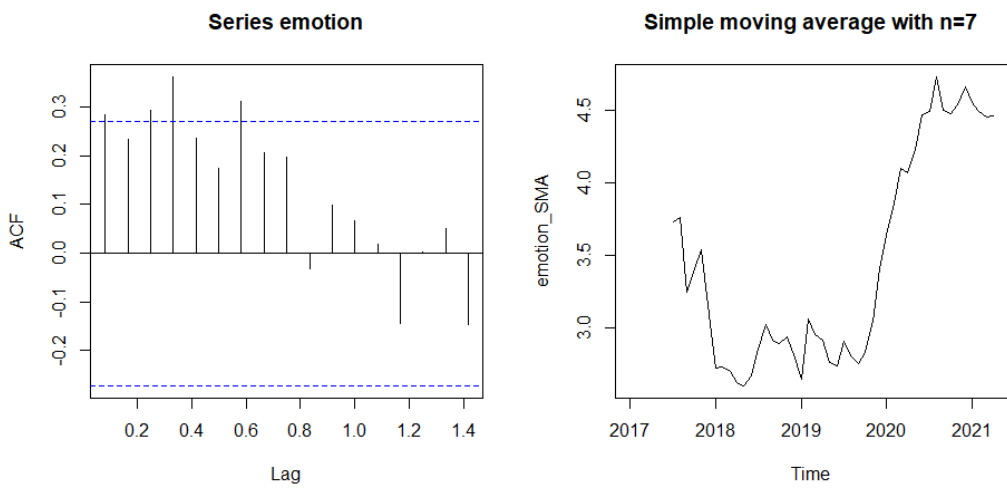 Series emotion
ACF
0.3
0.2
0.1
0.0
-0.1
-0.2
0.2 0.4 0.6 0.8 1.0 1.2 1.4
Lag
Simple moving average with n=7
emotion_SMA
4.5
4.0
3.5
3.0
2017 2018 2019 2020 2021
Time